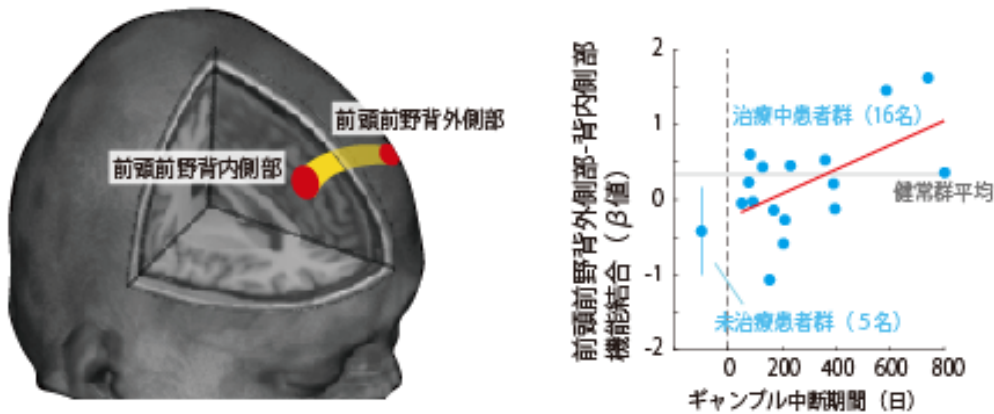 前頭前野背外側部
前頭前野背内側部
前頭前野背外側部-背内側部
機能結合（β値）
2
1
0
-1
-2
治療中患者群（16名）
健常群平均
未治療患者群（5名）
0 200 400 600 800
ギャンブル中断期間（日）